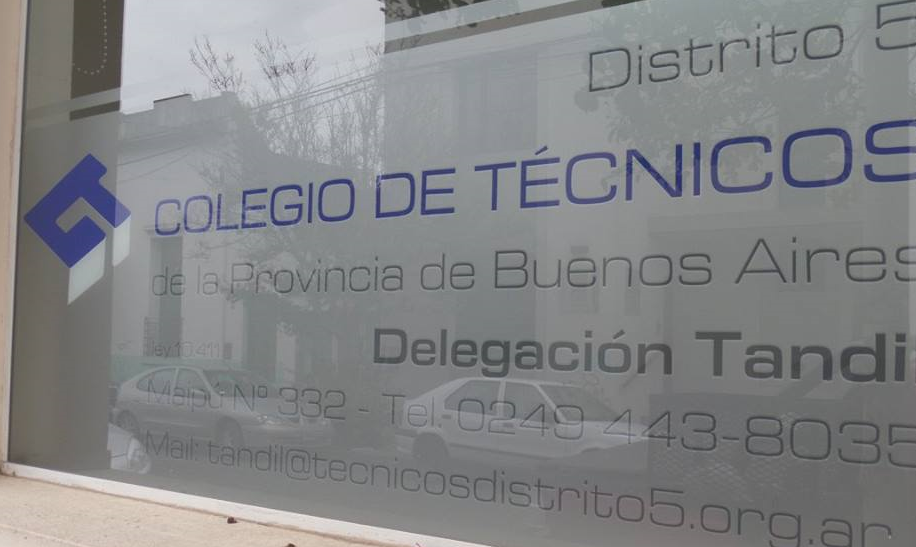 Distrito 5
COLEGIO DE TÉCNICOS
de la Provincia de Buenos Aires
ley 10.411
Delegación Tandi
Maipú Nº 332 - Tel. 0249 443-8035
Mail: tandil@tecnicosdistrito5.org.ar